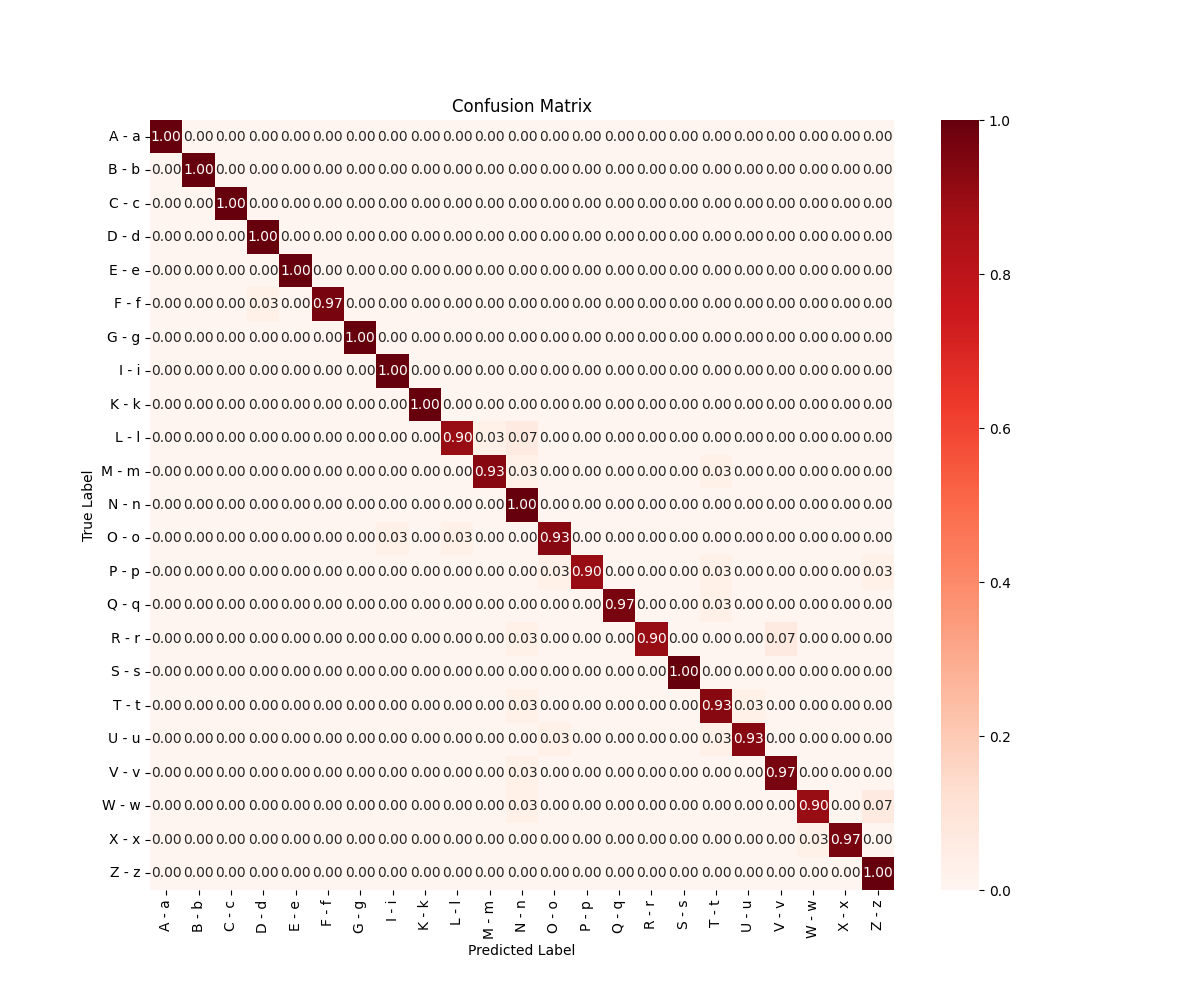 Confusion Matrix
A - a 1.00 0.00 0.00 0.00 0.00 0.00 0.00 0.00 0.00 0.00 0.00 0.00 0.00 0.00 0.00 0.00 0.00 0.00 0.00 0.00 0.00 0.00 0.00
B - b 0.00 1.00 0.00 0.00 0.00 0.00 0.00 0.00 0.00 0.00 0.00 0.00 0.00 0.00 0.00 0.00 0.00 0.00 0.00 0.00 0.00 0.00 0.00
C - c 0.00 0.00 1.00 0.00 0.00 0.00 0.00 0.00 0.00 0.00 0.00 0.00 0.00 0.00 0.00 0.00 0.00 0.00 0.00 0.00 0.00 0.00 0.00
D - d 0.00 0.00 0.00 1.00 0.00 0.00 0.00 0.00 0.00 0.00 0.00 0.00 0.00 0.00 0.00 0.00 0.00 0.00 0.00 0.00 0.00 0.00 0.00
E - e 0.00 0.00 0.00 0.00 1.00 0.00 0.00 0.00 0.00 0.00 0.00 0.00 0.00 0.00 0.00 0.00 0.00 0.00 0.00 0.00 0.00 0.00 0.00
F - f 0.00 0.00 0.00 0.03 0.00 0.97 0.00 0.00 0.00 0.00 0.00 0.00 0.00 0.00 0.00 0.00 0.00 0.00 0.00 0.00 0.00 0.00 0.00
G - g 0.00 0.00 0.00 0.00 0.00 0.00 1.00 0.00 0.00 0.00 0.00 0.00 0.00 0.00 0.00 0.00 0.00 0.00 0.00 0.00 0.00 0.00 0.00
I - i 0.00 0.00 0.00 0.00 0.00 0.00 0.00 1.00 0.00 0.00 0.00 0.00 0.00 0.00 0.00 0.00 0.00 0.00 0.00 0.00 0.00 0.00 0.00
K - k 0.00 0.00 0.00 0.00 0.00 0.00 0.00 0.00 1.00 0.00 0.00 0.00 0.00 0.00 0.00 0.00 0.00 0.00 0.00 0.00 0.00 0.00 0.00
L - l 0.00 0.00 0.00 0.00 0.00 0.00 0.00 0.00 0.00 0.90 0.03 0.07 0.00 0.00 0.00 0.00 0.00 0.00 0.00 0.00 0.00 0.00 0.00
M - m 0.00 0.00 0.00 0.00 0.00 0.00 0.00 0.00 0.00 0.00 0.93 0.03 0.00 0.00 0.00 0.00 0.00 0.03 0.00 0.00 0.00 0.00 0.00
N - n 0.00 0.00 0.00 0.00 0.00 0.00 0.00 0.00 0.00 0.00 0.00 1.00 0.00 0.00 0.00 0.00 0.00 0.00 0.00 0.00 0.00 0.00 0.00
O - o 0.00 0.00 0.00 0.00 0.00 0.00 0.00 0.03 0.00 0.03 0.00 0.00 0.93 0.00 0.00 0.00 0.00 0.00 0.00 0.00 0.00 0.00 0.00
P - p 0.00 0.00 0.00 0.00 0.00 0.00 0.00 0.00 0.00 0.00 0.00 0.00 0.03 0.90 0.00 0.00 0.00 0.03 0.00 0.00 0.00 0.00 0.03
Q - q 0.00 0.00 0.00 0.00 0.00 0.00 0.00 0.00 0.00 0.00 0.00 0.00 0.00 0.00 0.97 0.00 0.00 0.03 0.00 0.00 0.00 0.00 0.00
R - r 0.00 0.00 0.00 0.00 0.00 0.00 0.00 0.00 0.00 0.00 0.00 0.03 0.00 0.00 0.00 0.90 0.00 0.00 0.00 0.07 0.00 0.00 0.00
S - s 0.00 0.00 0.00 0.00 0.00 0.00 0.00 0.00 0.00 0.00 0.00 0.00 0.00 0.00 0.00 0.00 1.00 0.00 0.00 0.00 0.00 0.00 0.00
T - t 0.00 0.00 0.00 0.00 0.00 0.00 0.00 0.00 0.00 0.00 0.00 0.03 0.00 0.00 0.00 0.00 0.00 0.93 0.03 0.00 0.00 0.00 0.00
U - u 0.00 0.00 0.00 0.00 0.00 0.00 0.00 0.00 0.00 0.00 0.00 0.00 0.03 0.00 0.00 0.00 0.00 0.03 0.93 0.00 0.00 0.00 0.00
V - v 0.00 0.00 0.00 0.00 0.00 0.00 0.00 0.00 0.00 0.00 0.00 0.03 0.00 0.00 0.00 0.00 0.00 0.00 0.00 0.97 0.00 0.00 0.00
W - w 0.00 0.00 0.00 0.00 0.00 0.00 0.00 0.00 0.00 0.00 0.00 0.03 0.00 0.00 0.00 0.00 0.00 0.00 0.00 0.00 0.90 0.00 0.07
X - x 0.00 0.00 0.00 0.00 0.00 0.00 0.00 0.00 0.00 0.00 0.00 0.00 0.00 0.00 0.00 0.00 0.00 0.00 0.00 0.00 0.03 0.97 0.00
Z - z 0.00 0.00 0.00 0.00 0.00 0.00 0.00 0.00 0.00 0.00 0.00 0.00 0.00 0.00 0.00 0.00 0.00 0.00 0.00 0.00 0.00 0.00 1.00
A - a B - b C - c D - d E - e F - f G - g I - i K - k L - l M - m N - n O - o P - p Q - q R - r S - s T - t U - u V - v W - w X - x Z - z
Predicted Label
True Label
1.0
0.8
0.6
0.4
0.2
0.0